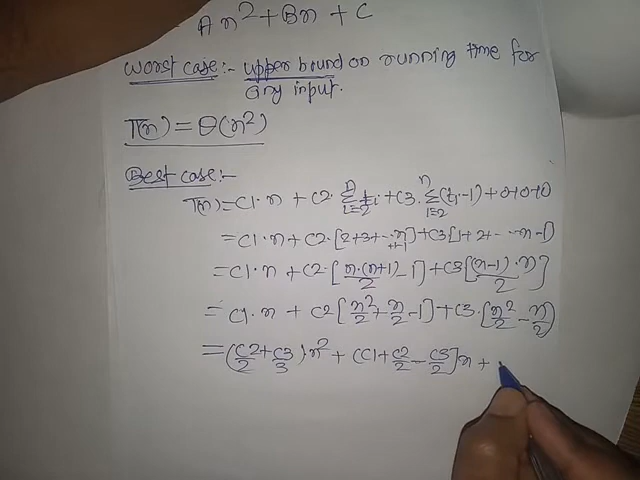 An² + Bn + C
Worst case:- upper bound on running time for
any input.
T(n) = θ(n²)
Best case:-
T(n) = C1·n + C2· Σ(i=2 to n) ti + C3· Σ(i=2 to n) (ti-1) + 0+0+0
= C1·n + C2·[2+3+---n] + C3[1+2+---n-1]
= C1·n + C2·[n·(n+1)/2 - 1] + C3[(n-1)·n/2]
= C1·n + C2[n²/2 + n/2 - 1] + C3·[n²/2 - n/2]
= (C2/2 + C3/3)n² + (C1 + C2/2 - C3/2]n +